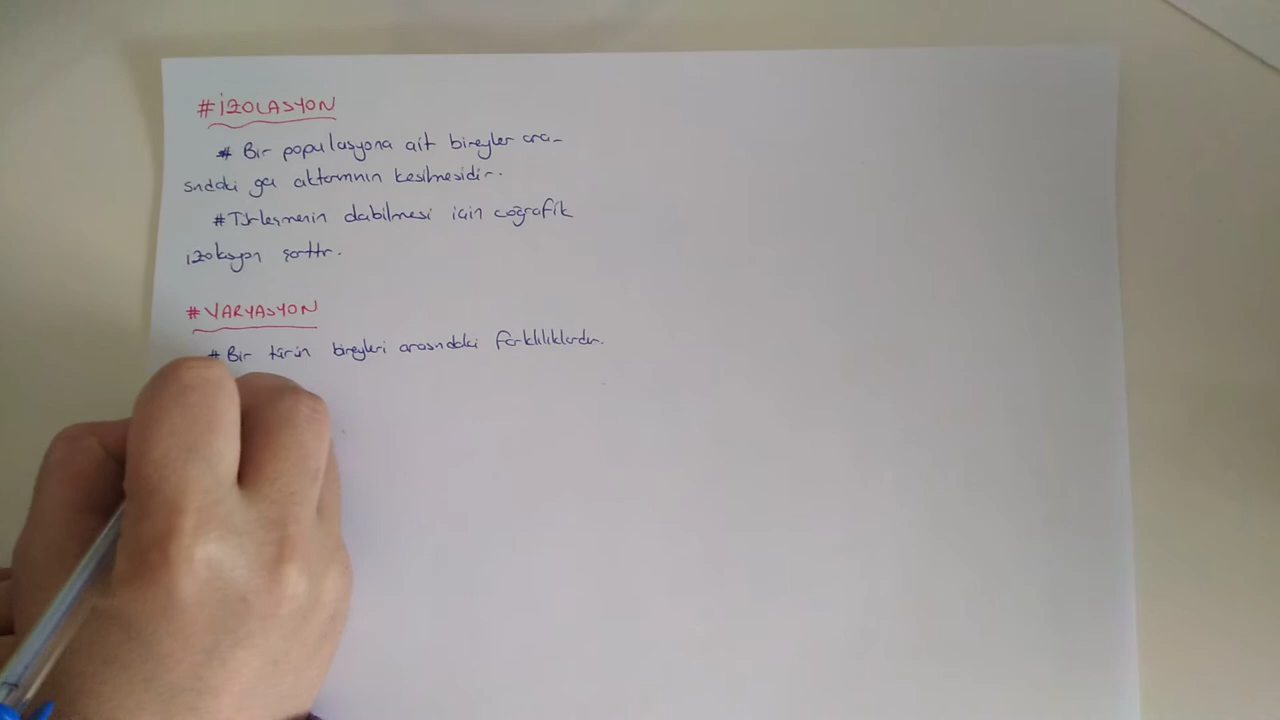 #İZOLASYON
# Bir populasyona ait bireyler ara-
sındaki gen aktarımının kesilmesidir.
#Türleşmenin olabilmesi için coğrafik
izolasyon şarttır.
#VARYASYON
#Bir türün bireyleri arasındaki farklılıklardır.